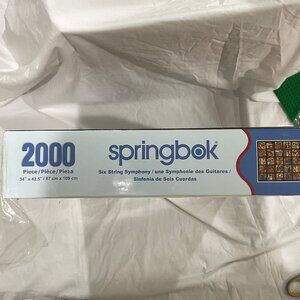 2000
Piece/Pièce/Pieza
34" x 42.5" / 87 cm x 109 cm
springbok
Six String Symphony / une Symphonie des Guitares /
Sinfonía de Seis Cuerdas